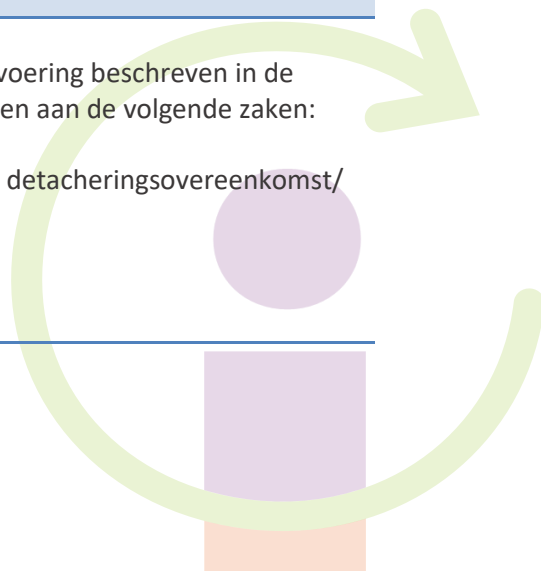 voering beschreven in de
en aan de volgende zaken:
detacheringsovereenkomst/